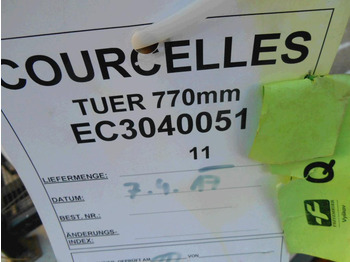 COURCELLES
TUER 770mm
EC3040051
11
LIEFERMENGE:
DATUM: 7.4.17
BEST. NR.:
ÄNDERUNGS-
INDEX:
Q